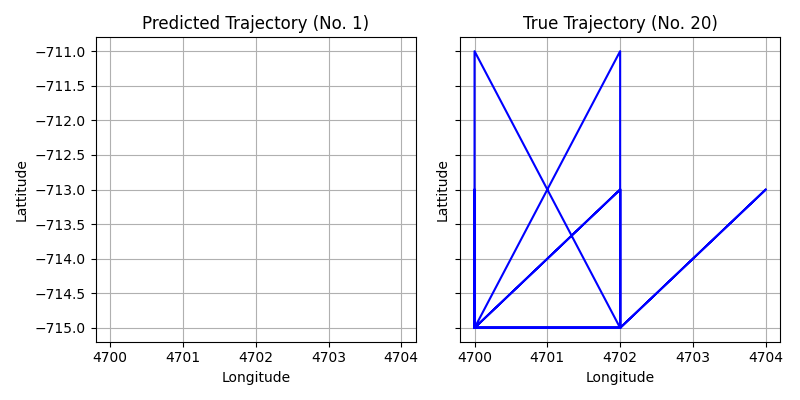 Predicted Trajectory (No. 1)
True Trajectory (No. 20)
−711.0
−711.5
−712.0
−712.5
−713.0
−713.5
−714.0
−714.5
−715.0
Lattitude
Lattitude
4700 4701 4702 4703 4704
4700 4701 4702 4703 4704
Longitude
Longitude